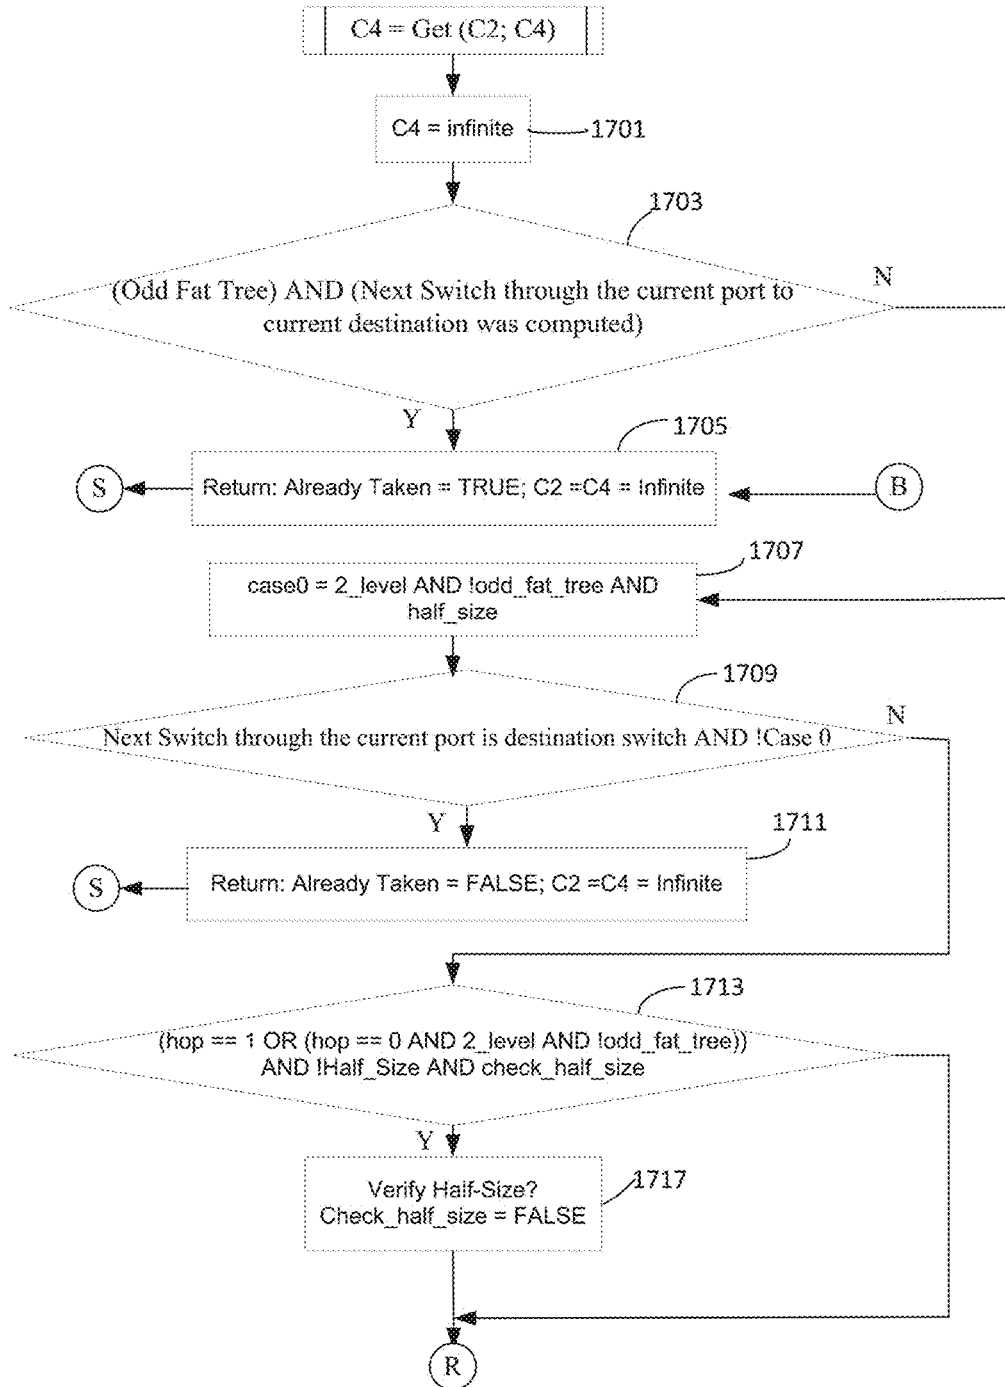 C4 = Get (C2; C4)
C4 = infinite
1701
1703
(Odd Fat Tree) AND (Next Switch through the current port to
current destination was computed)
N
Y
1705
S
Return: Already Taken = TRUE; C2 =C4 = Infinite
B
1707
case0 = 2_level AND !odd_fat_tree AND
half_size
1709
Next Switch through the current port is destination switch AND !Case 0
N
Y
1711
S
Return: Already Taken = FALSE; C2 =C4 = Infinite
1713
(hop == 1 OR (hop == 0 AND 2_level AND !odd_fat_tree))
AND !Half_Size AND check_half_size
Y
1717
Verify Half-Size?
Check_half_size = FALSE
R